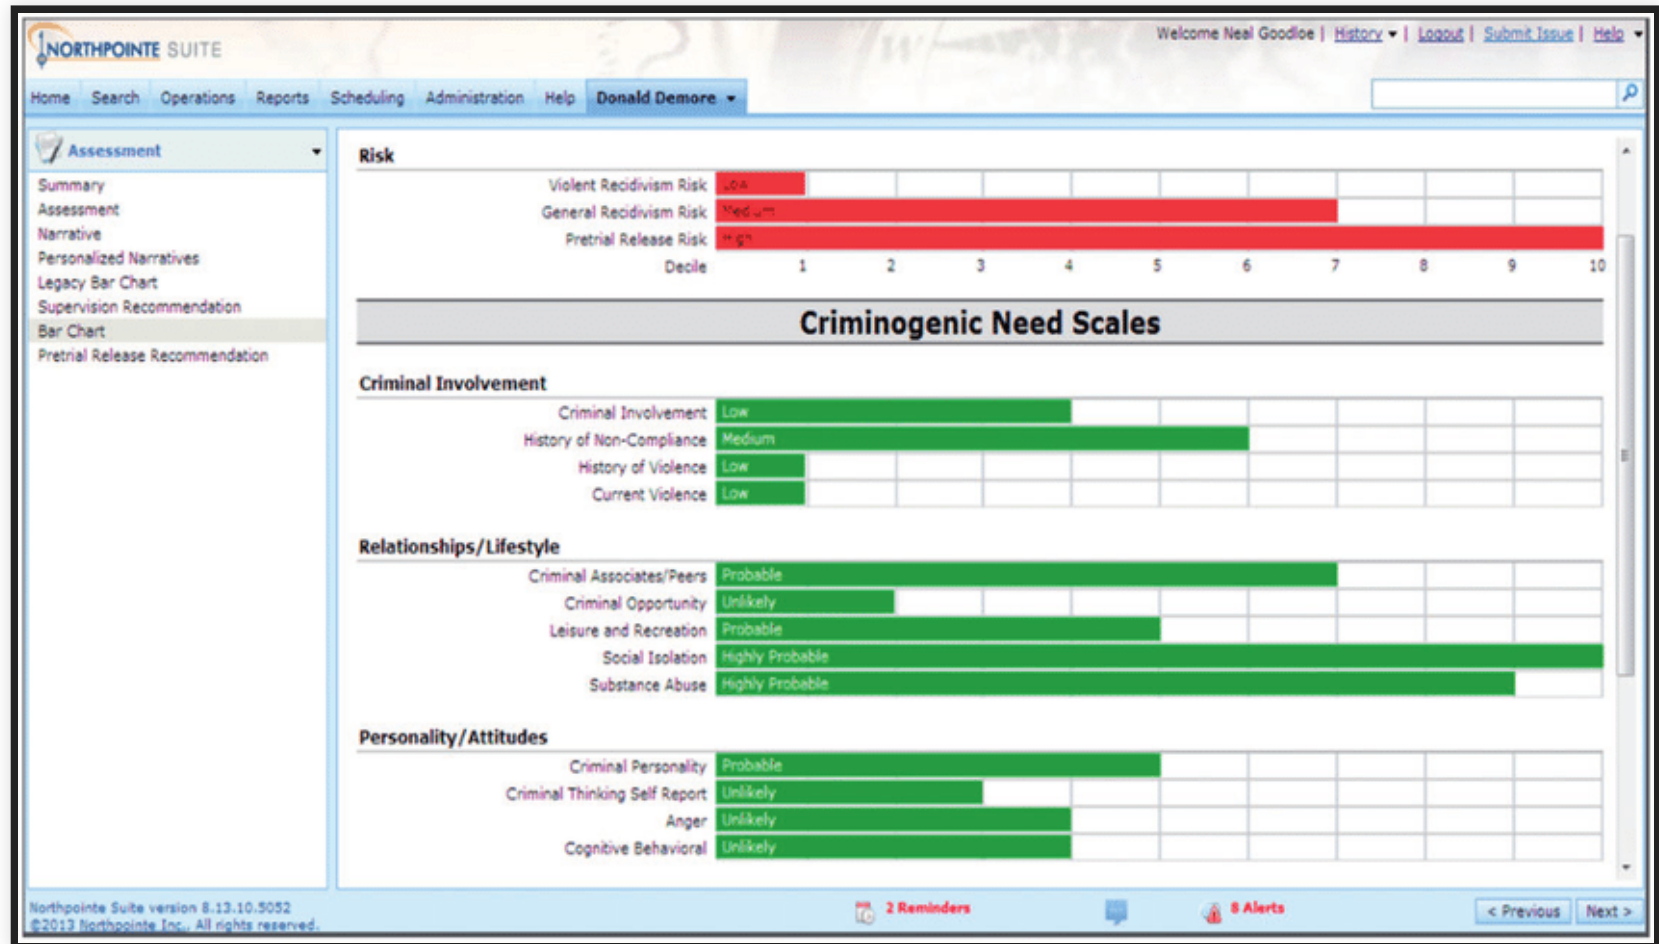 NORTHPOINTE SUITE
Welcome Neal Goodloe | History | Logout | Submit Issue | Help
Home Search Operations Reports Scheduling Administration Help Donald Demore
Assessment
Summary
Assessment
Narrative
Personalized Narratives
Legacy Bar Chart
Supervision Recommendation
Bar Chart
Pretrial Release Recommendation
Risk
Violent Recidivism Risk Low
General Recidivism Risk Medium
Pretrial Release Risk High
Decile 1 2 3 4 5 6 7 8 9 10
Criminogenic Need Scales
Criminal Involvement
Criminal Involvement Low
History of Non-Compliance Medium
History of Violence Low
Current Violence Low
Relationships/Lifestyle
Criminal Associates/Peers Probable
Criminal Opportunity Unlikely
Leisure and Recreation Probable
Social Isolation Highly Probable
Substance Abuse Highly Probable
Personality/Attitudes
Criminal Personality Probable
Criminal Thinking Self Report Unlikely
Anger Unlikely
Cognitive Behavioral Unlikely
Northpointe Suite version 8.13.10.5052
©2013 Northpointe Inc., All rights reserved.
2 Reminders
8 Alerts
< Previous Next >